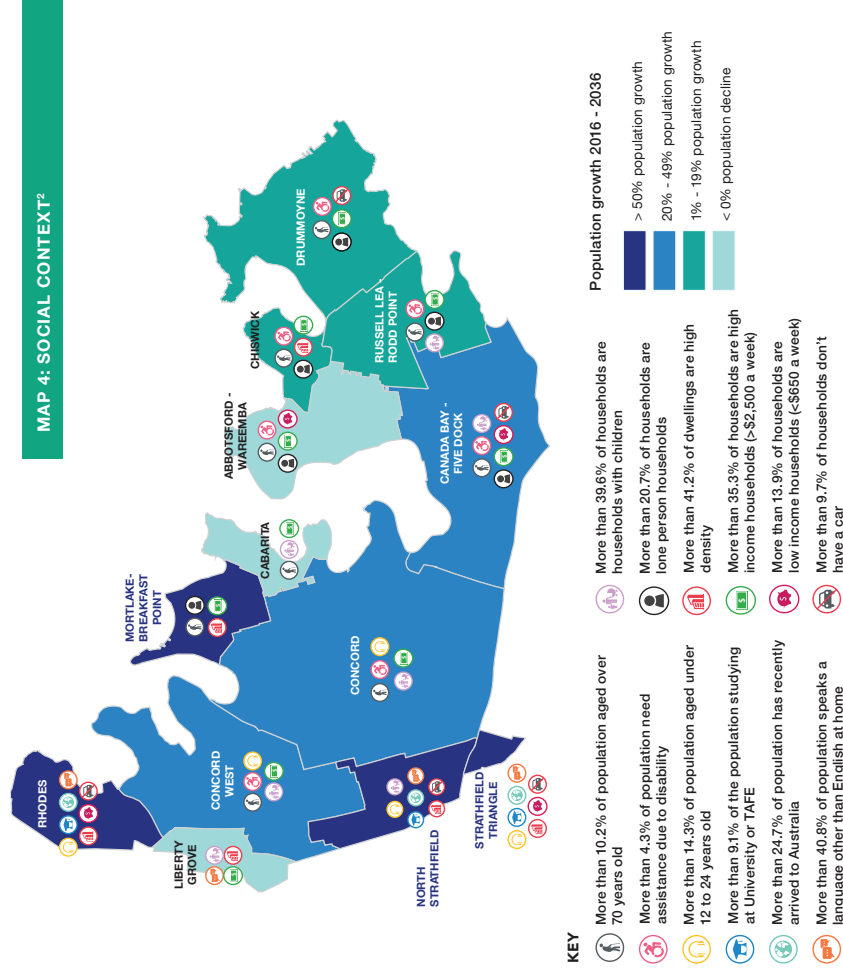 MAP 4: SOCIAL CONTEXT²
RHODES
LIBERTY
GROVE
CONCORD
WEST
NORTH
STRATHFIELD
STRATHFIELD
TRIANGLE
MORTLAKE-
BREAKFAST
POINT
CONCORD
CABARITA
ABBOTSFORD -
WAREEMBA
CHISWICK
CANADA BAY -
FIVE DOCK
RUSSELL LEA -
RODD POINT
DRUMMOYNE
KEY
More than 10.2% of population aged over
70 years old
More than 4.3% of population need
assistance due to disability
More than 14.3% of population aged under
12 to 24 years old
More than 9.1% of the population studying
at University or TAFE
More than 24.7% of population has recently
arrived to Australia
More than 40.8% of population speaks a
language other than English at home
More than 39.6% of households are
households with children
More than 20.7% of households are
lone person households
More than 41.2% of dwellings are high
density
More than 35.3% of households are high
income households (>$2,500 a week)
More than 13.9% of households are
low income households (<$650 a week)
More than 9.7% of households don't
have a car
Population growth 2016 - 2036
> 50% population growth
20% - 49% population growth
1% - 19% population growth
< 0% population decline